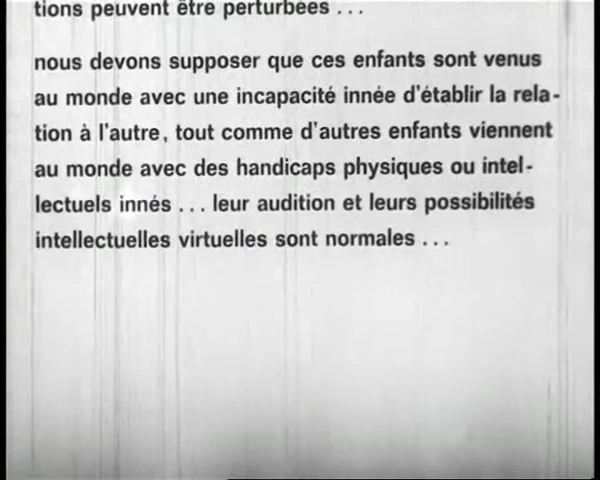 tions peuvent être perturbées ...
nous devons supposer que ces enfants sont venus
au monde avec une incapacité innée d'établir la rela-
tion à l'autre, tout comme d'autres enfants viennent
au monde avec des handicaps physiques ou intel-
lectuels innés ... leur audition et leurs possibilités
intellectuelles virtuelles sont normales ...